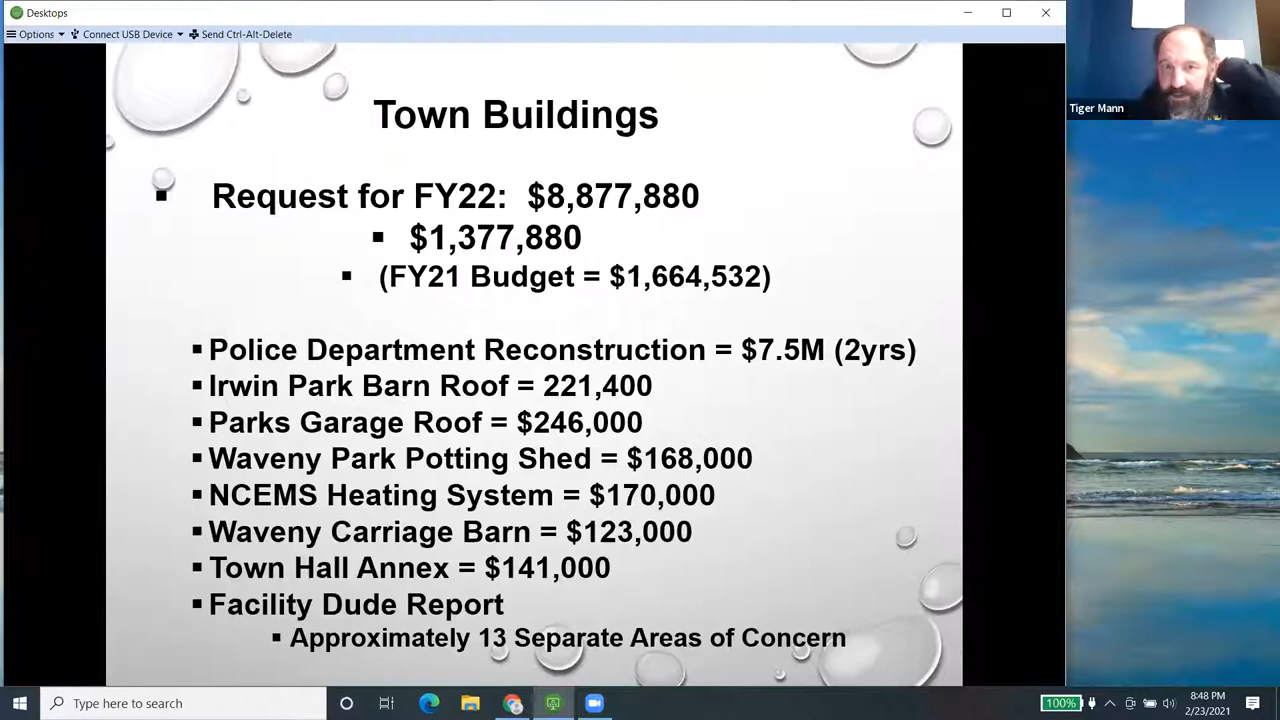 Desktops
Options Connect USB Device Send Ctrl-Alt-Delete
Tiger Mann
Town Buildings
▪ Request for FY22: $8,877,880
▪ $1,377,880
▪ (FY21 Budget = $1,664,532)
▪ Police Department Reconstruction = $7.5M (2yrs)
▪ Irwin Park Barn Roof = 221,400
▪ Parks Garage Roof = $246,000
▪ Waveny Park Potting Shed = $168,000
▪ NCEMS Heating System = $170,000
▪ Waveny Carriage Barn = $123,000
▪ Town Hall Annex = $141,000
▪ Facility Dude Report
▪ Approximately 13 Separate Areas of Concern
Type here to search
100%
8:48 PM
2/23/2021